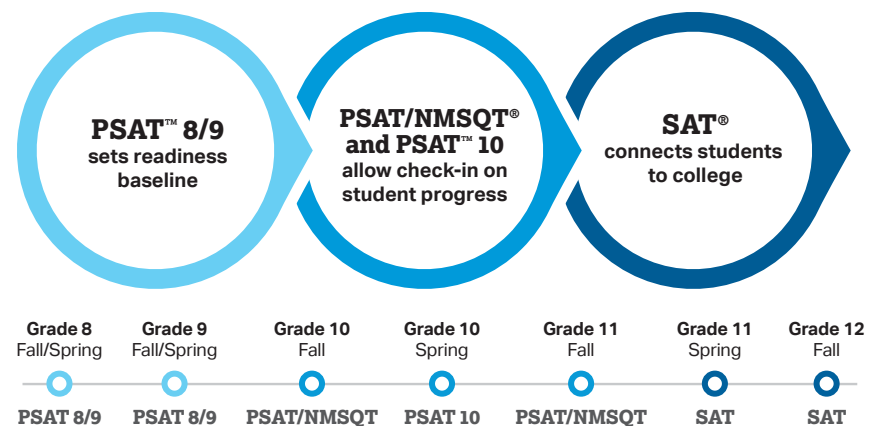 PSAT™ 8/9
sets readiness
baseline
PSAT/NMSQT®
and PSAT™ 10
allow check-in on
student progress
SAT®
connects students
to college
Grade 8 Grade 9 Grade 10 Grade 10 Grade 11 Grade 11 Grade 12
Fall/Spring Fall/Spring Fall Spring Fall Spring Fall
PSAT 8/9 PSAT 8/9 PSAT/NMSQT PSAT 10 PSAT/NMSQT SAT SAT